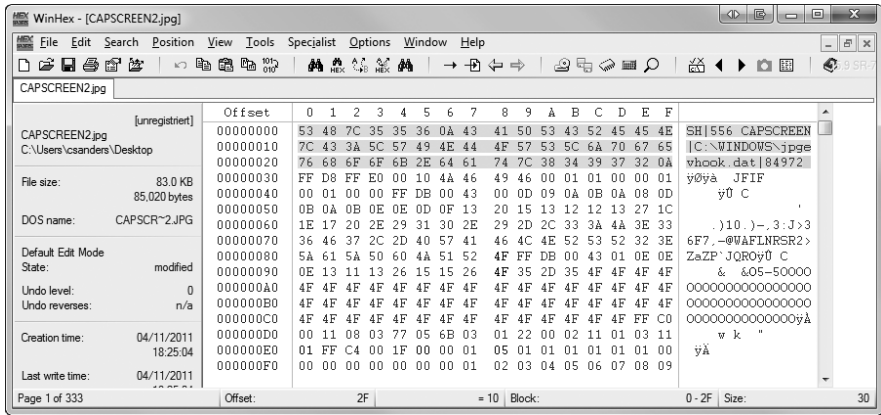 WinHex - [CAPSCREEN2.jpg]
File Edit Search Position View Tools Specialist Options Window Help
CAPSCREEN2.jpg
[unregistriert]
CAPSCREEN2.jpg
C:\Users\csanders\Desktop
File size: 83.0 KB
85,020 bytes
DOS name: CAPSCR~2.JPG
Default Edit Mode
State: modified
Undo level: 0
Undo reverses: n/a
Creation time: 04/11/2011
18:25:04
Last write time: 04/11/2011
Offset 0 1 2 3 4 5 6 7 8 9 A B C D E F
00000000 53 48 7C 35 35 36 0A 43 41 50 53 43 52 45 45 4E SH|556 CAPSCREEN
00000010 7C 43 3A 5C 57 49 4E 44 4F 57 53 5C 6A 70 67 65 |C:\WINDOWS\jpge
00000020 76 68 6F 6F 6B 2E 64 61 74 7C 38 34 39 37 32 0A vhook.dat|84972
00000030 FF D8 FF E0 00 10 4A 46 49 46 00 01 01 00 00 01 ÿØÿà JFIF
00000040 00 01 00 00 FF DB 00 43 00 0D 09 0A 0B 0A 08 0D ÿÛ C
00000050 0B 0A 0B 0E 0E 0D 0F 13 20 15 13 12 12 13 27 1C
00000060 1E 17 20 2E 29 31 30 2E 29 2D 2C 33 3A 4A 3E 33 .)10.)-,3:J>3
00000070 36 46 37 2C 2D 40 57 41 46 4C 4E 52 53 52 32 3E 6F7,-@WAFLNRSR2>
00000080 5A 61 5A 50 60 4A 51 52 4F FF DB 00 43 01 0E 0E ZaZP`JQROÿÛ C
00000090 0E 13 11 13 26 15 15 26 4F 35 2D 35 4F 4F 4F 4F & &O5-5OOOO
000000A0 4F 4F 4F 4F 4F 4F 4F 4F 4F 4F 4F 4F 4F 4F 4F 4F OOOOOOOOOOOOOOOO
000000B0 4F 4F 4F 4F 4F 4F 4F 4F 4F 4F 4F 4F 4F 4F 4F 4F OOOOOOOOOOOOOOOO
000000C0 4F 4F 4F 4F 4F 4F 4F 4F 4F 4F 4F 4F 4F 4F FF C0 OOOOOOOOOOOOOOÿÀ
000000D0 00 11 08 03 77 05 6B 03 01 22 00 02 11 01 03 11 w k "
000000E0 01 FF C4 00 1F 00 00 01 05 01 01 01 01 01 01 00 ÿÄ
000000F0 00 00 00 00 00 00 00 01 02 03 04 05 06 07 08 09
Page 1 of 333 Offset: 2F = 10 Block: 0 - 2F Size: 30